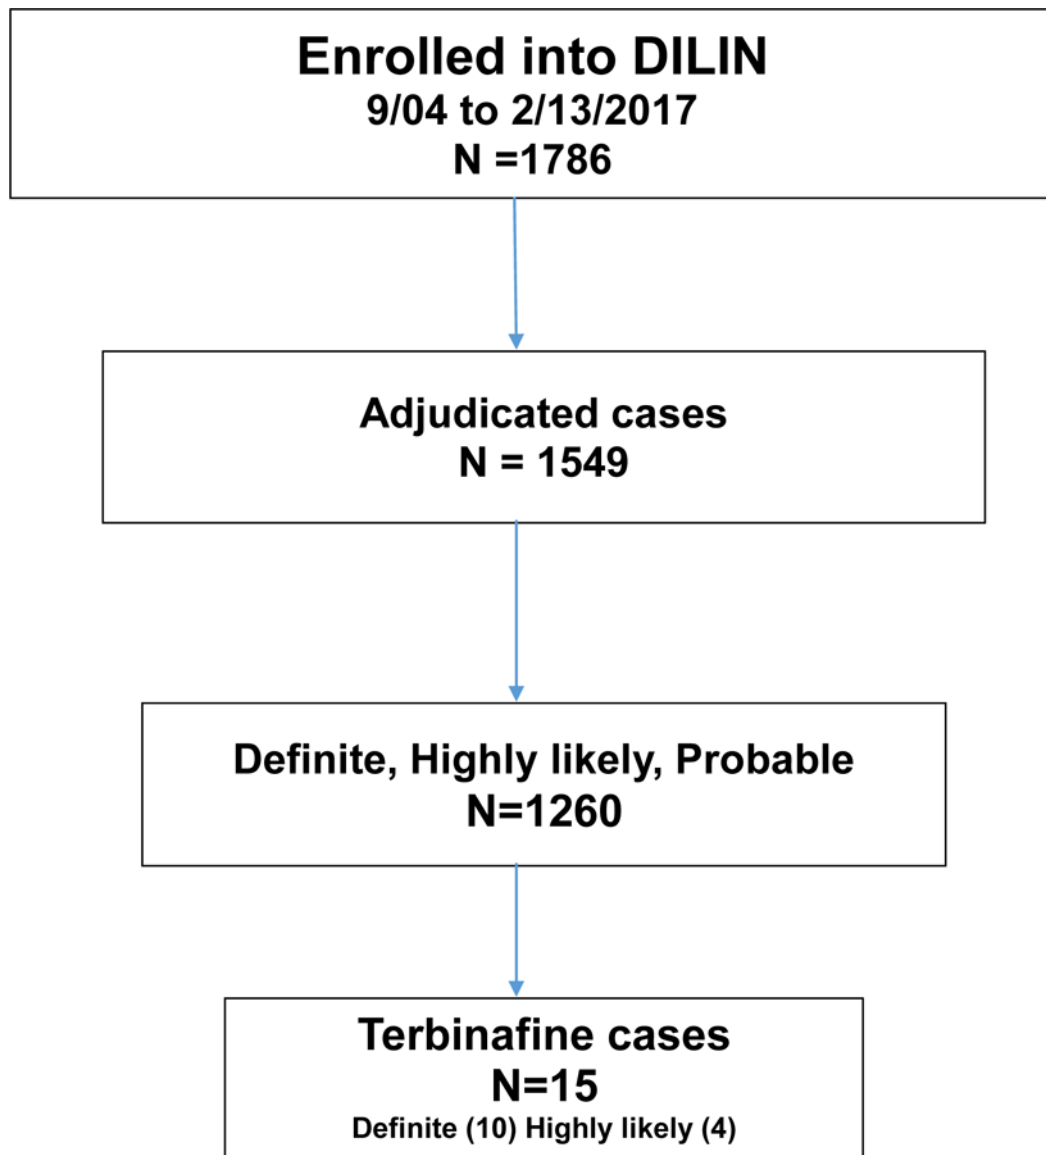 Enrolled into DILIN
9/04 to 2/13/2017
N =1786
Adjudicated cases
N = 1549
Definite, Highly likely, Probable
N=1260
Terbinafine cases
N=15
Definite (10) Highly likely (4)